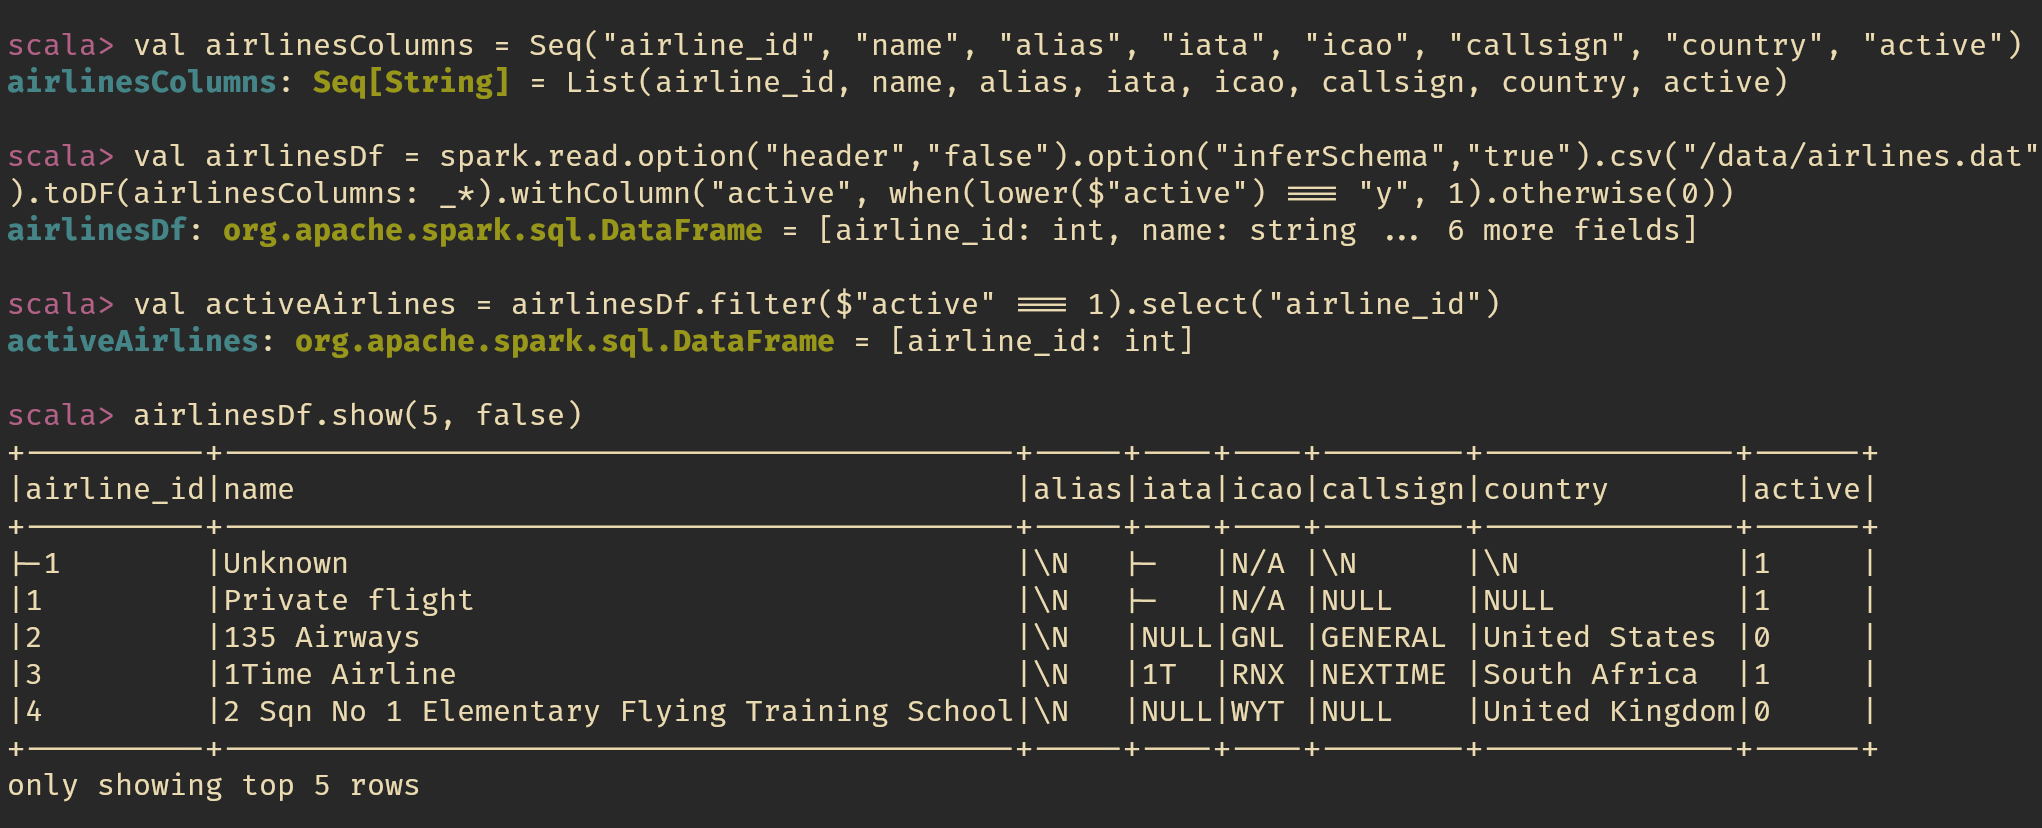 scala> val airlinesColumns = Seq("airline_id", "name", "alias", "iata", "icao", "callsign", "country", "active")
airlinesColumns: Seq[String] = List(airline_id, name, alias, iata, icao, callsign, country, active)

scala> val airlinesDf = spark.read.option("header","false").option("inferSchema","true").csv("/data/airlines.dat"
).toDF(airlinesColumns: _*).withColumn("active", when(lower($"active") === "y", 1).otherwise(0))
airlinesDf: org.apache.spark.sql.DataFrame = [airline_id: int, name: string ... 6 more fields]

scala> val activeAirlines = airlinesDf.filter($"active" === 1).select("airline_id")
activeAirlines: org.apache.spark.sql.DataFrame = [airline_id: int]

scala> airlinesDf.show(5, false)
+----------+--------------------------------------------+-----+----+----+--------+--------------+------+
|airline_id|name                                        |alias|iata|icao|callsign|country       |active|
+----------+--------------------------------------------+-----+----+----+--------+--------------+------+
|-1        |Unknown                                     |\N   |-   |N/A |\N      |\N            |1     |
|1         |Private flight                              |\N   |-   |N/A |NULL    |NULL          |1     |
|2         |135 Airways                                 |\N   |NULL|GNL |GENERAL |United States |0     |
|3         |1Time Airline                               |\N   |1T  |RNX |NEXTIME |South Africa  |1     |
|4         |2 Sqn No 1 Elementary Flying Training School|\N   |NULL|WYT |NULL    |United Kingdom|0     |
+----------+--------------------------------------------+-----+----+----+--------+--------------+------+
only showing top 5 rows